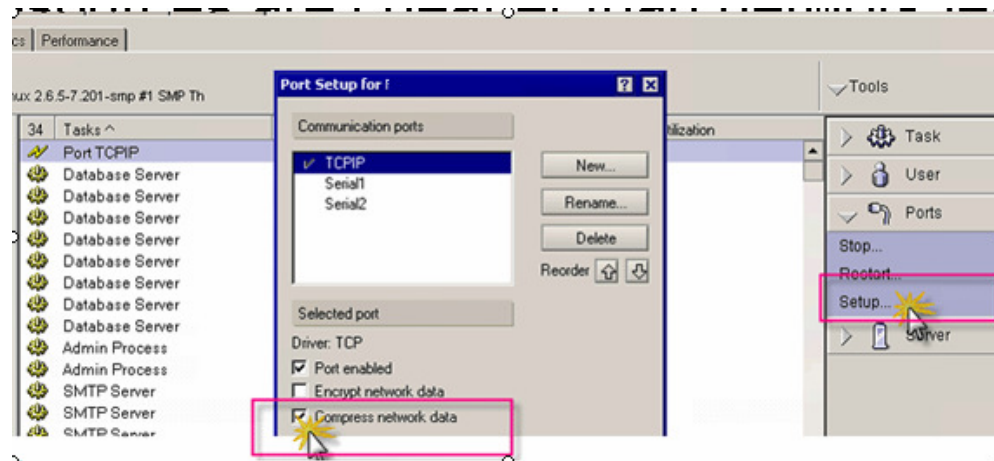 cs Performance
ux 2.6.5-7.201-smp #1 SMP Th
34 Tasks ^
Port TCPIP
Database Server
Database Server
Database Server
Database Server
Database Server
Database Server
Database Server
Database Server
Admin Process
Admin Process
SMTP Server
SMTP Server
SMTP Server
Port Setup for
Communication ports
TCPIP
Serial1
Serial2
New...
Rename...
Delete
Reorder
Selected port
Driver: TCP
Port enabled
Encrypt network data
Compress network data
tilization
Tools
Task
User
Ports
Stop...
Restart...
Setup...
Server